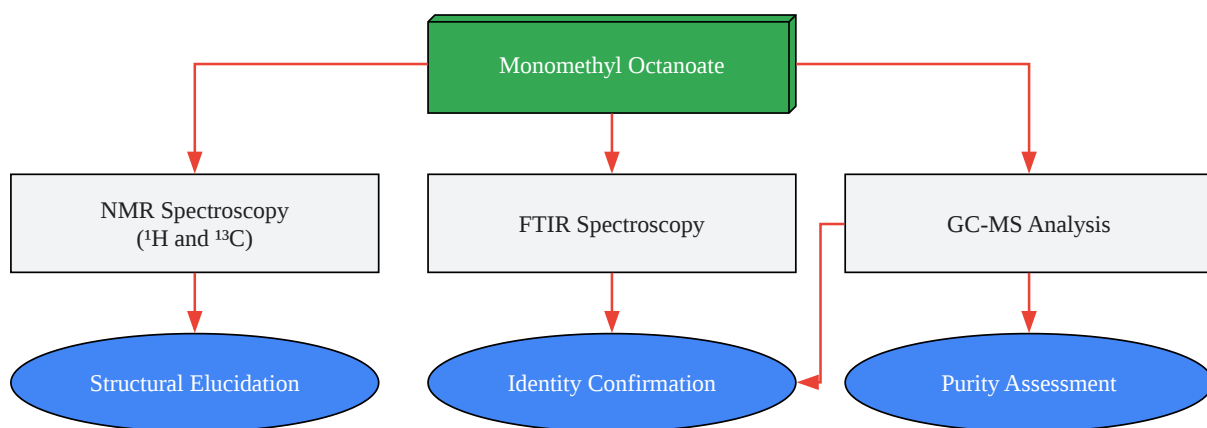 Monomethyl Octanoate
NMR Spectroscopy
(¹H and ¹³C)
FTIR Spectroscopy
GC-MS Analysis
Structural Elucidation
Identity Confirmation
Purity Assessment